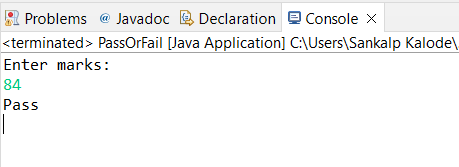 Problems @ Javadoc Declaration Console ×
<terminated> PassOrFail [Java Application] C:\Users\Sankalp Kalode\
Enter marks:
84
Pass